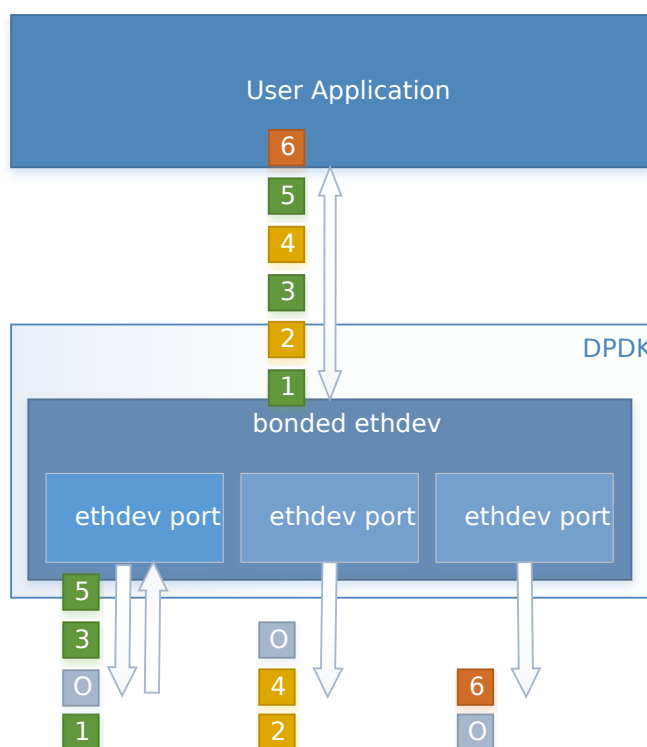 User Application
6
5
4
3
2
DPDK
1
bonded ethdev
ethdev port ethdev port ethdev port
5
3 O
O 4 6
1 2 O